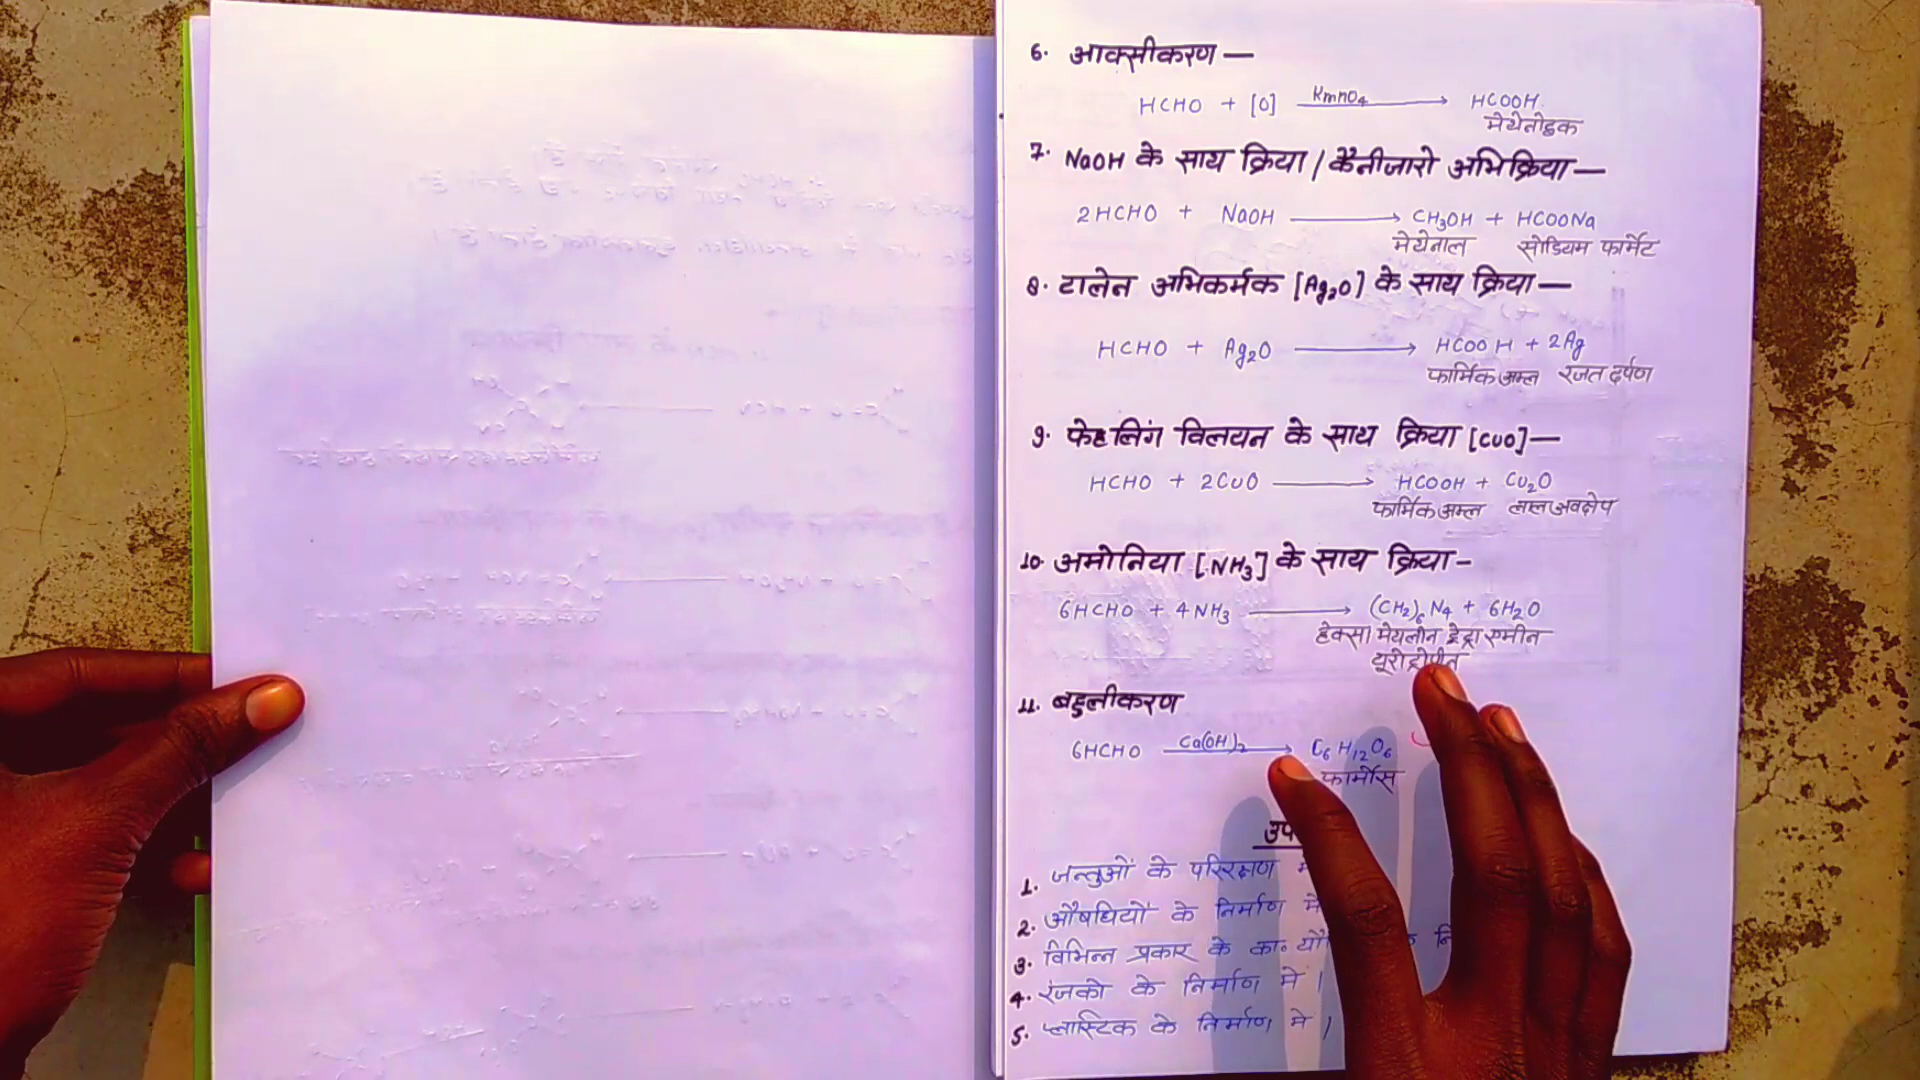 6. आक्सीकरण —
HCHO + [O] KmnO₄ → HCOOH
मेथेनोइक
7. NaOH के साथ क्रिया / कैनीजारो अभिक्रिया —
2HCHO + NaOH → CH₃OH + HCOONa
मेथेनाल सोडियम फार्मेट
8. टालेन अभिकर्मक [Ag₂O] के साथ क्रिया —
HCHO + Ag₂O → HCOOH + 2Ag
फार्मिक अम्ल रजत दर्पण
9. फेहलिंग विलयन के साथ क्रिया [CUO] —
HCHO + 2CUO → HCOOH + CU₂O
फार्मिक अम्ल लाल अवक्षेप
10. अमोनिया [NH₃] के साथ क्रिया -
6HCHO + 4NH₃ → (CH₂)₆N₄ + 6H₂O
हेक्सा मेथलीन ट्रेटा एमीन
11. बहुलीकरण
6HCHO Ca(OH)₂ → C₆H₁₂O₆
फार्मोस
1. जन्तुओं के परिरक्षण
2. औषधियों के निर्माण मे
3. विभिन्न प्रकार के का०
4. रंजको के निर्माण मे ।
5. प्लास्टिक के निर्माण मे ।